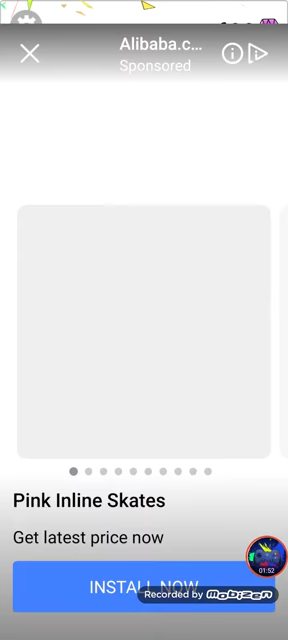 Alibaba.c...
Sponsored
Pink Inline Skates
Get latest price now
INSTALL NOW
01:52
Recorded by mobizen